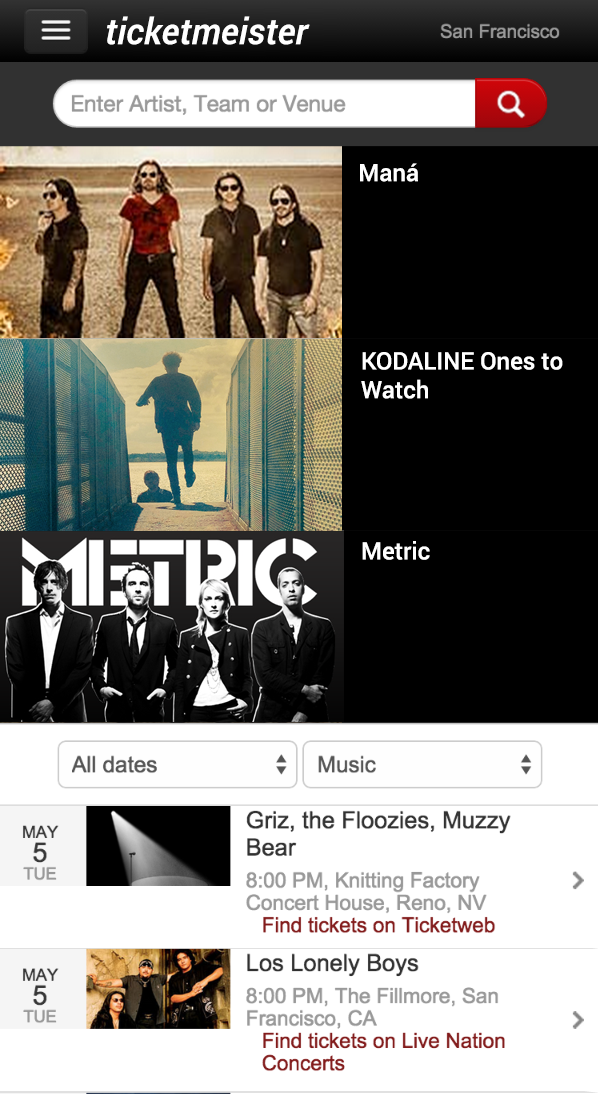 ticketmeister
San Francisco
Enter Artist, Team or Venue
Maná
KODALINE Ones to
Watch
METRIC
Metric
All dates
Music
MAY
5
TUE
Griz, the Floozies, Muzzy
Bear
8:00 PM, Knitting Factory
Concert House, Reno, NV
Find tickets on Ticketweb
MAY
5
TUE
Los Lonely Boys
8:00 PM, The Fillmore, San
Francisco, CA
Find tickets on Live Nation
Concerts